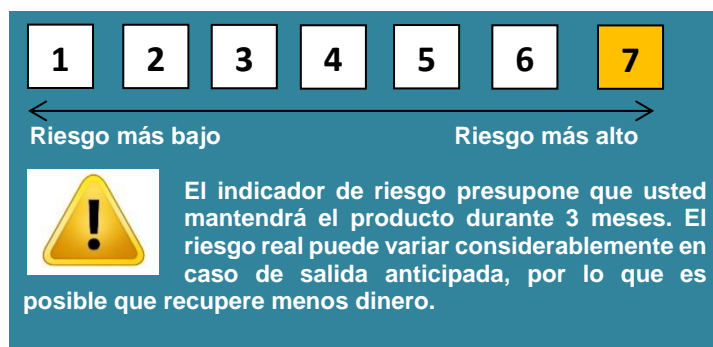 1 2 3 4 5 6 7
Riesgo más bajo Riesgo más alto
El indicador de riesgo presupone que usted
mantendrá el producto durante 3 meses. El
riesgo real puede variar considerablemente en
caso de salida anticipada, por lo que es
posible que recupere menos dinero.